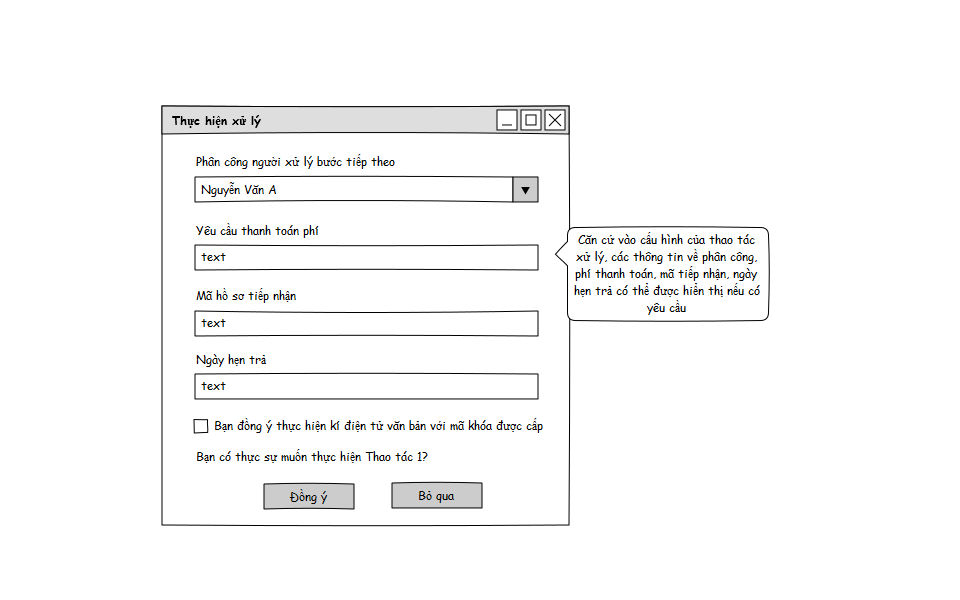 Thực hiện xử lý
Phân công người xử lý bước tiếp theo
Nguyễn Văn A
Yêu cầu thanh toán phí
text
Mã hồ sơ tiếp nhận
text
Ngày hẹn trả
text
Bạn đồng ý thực hiện kí điện tử văn bản với mã khóa được cấp
Bạn có thực sự muốn thực hiện Thao tác 1?
Đồng ý
Bỏ qua
Căn cứ vào cấu hình của thao tác
xử lý, các thông tin về phân công,
phí thanh toán, mã tiếp nhận, ngày
hẹn trả có thể được hiển thị nếu có
yêu cầu